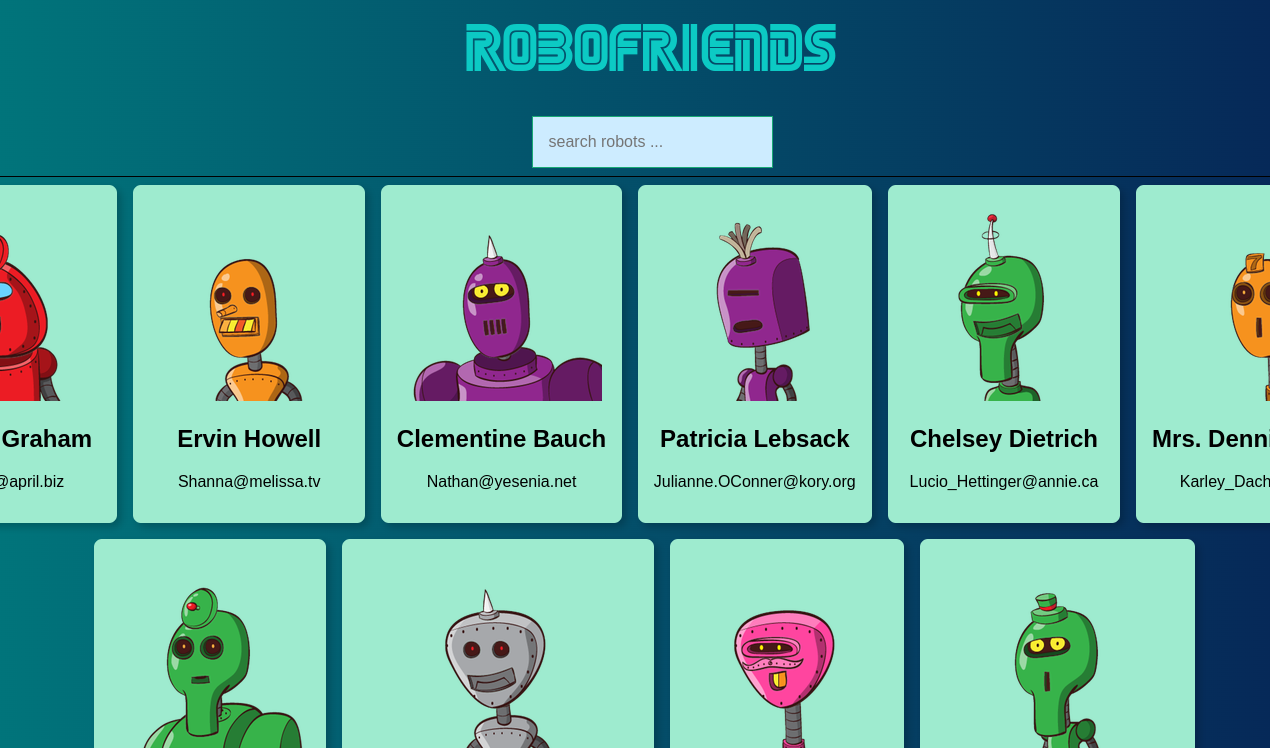 ROBOFRIENDS
search robots ...
Graham
Ervin Howell
Clementine Bauch
Patricia Lebsack
Chelsey Dietrich
Mrs. Denni
@april.biz
Shanna@melissa.tv
Nathan@yesenia.net
Julianne.OConner@kory.org
Lucio_Hettinger@annie.ca
Karley_Dach
7